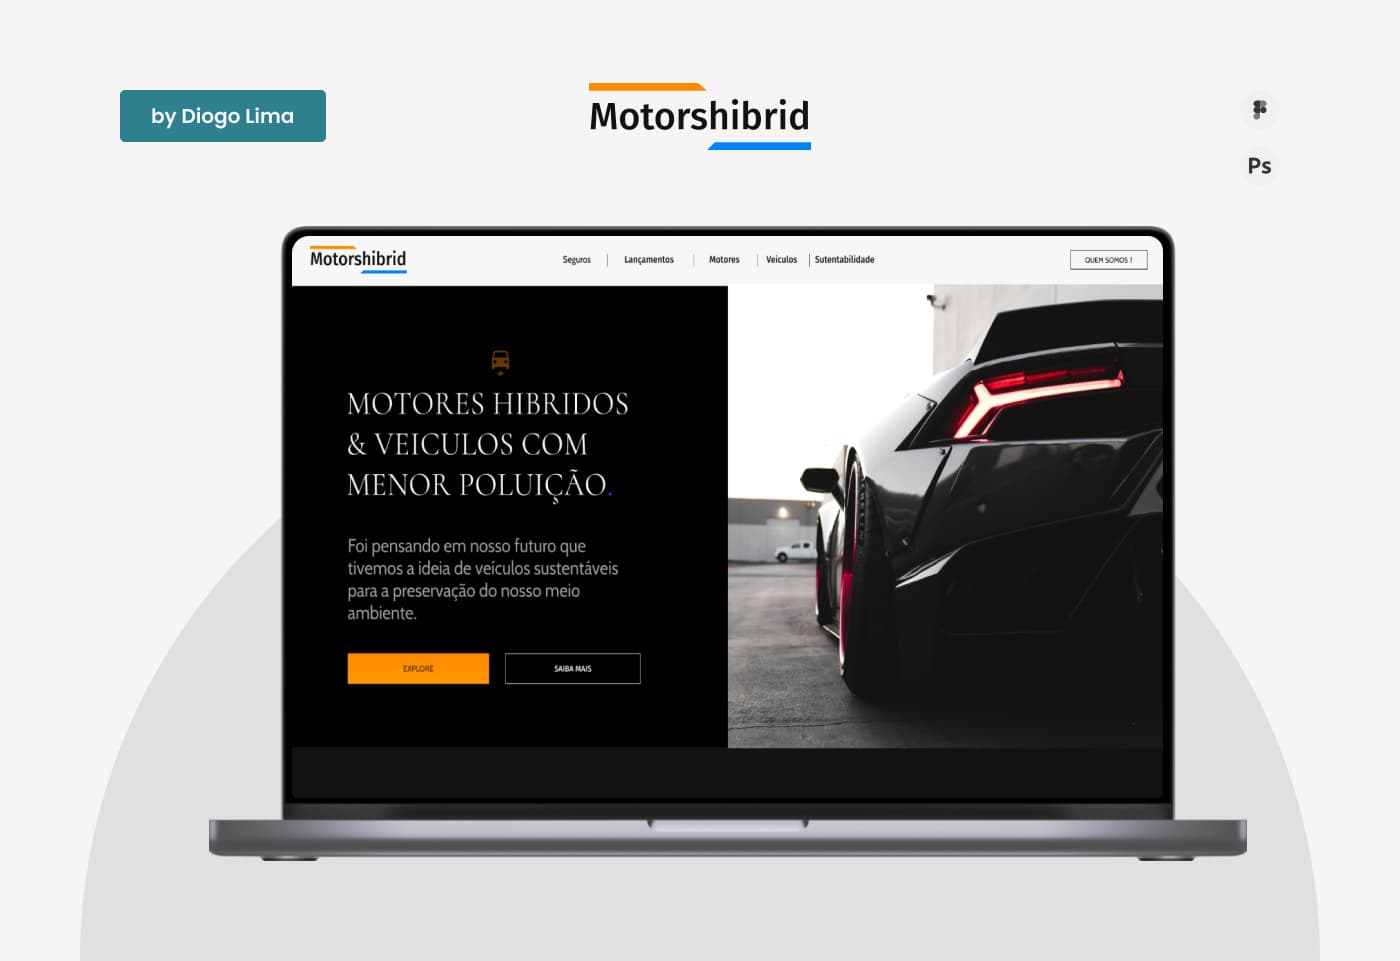 by Diogo Lima
Motorshibrid
Ps
Motorshibrid
Seguros
Lançamentos
Motores
Veiculos
Sutentabilidade
QUEM SOMOS !
MOTORES HIBRIDOS
& VEICULOS COM
MENOR POLUIÇÃO.
Foi pensando em nosso futuro que
tivemos a ideia de veículos sustentáveis
para a preservação do nosso meio
ambiente.
EXPLORE
SAIBA MAIS